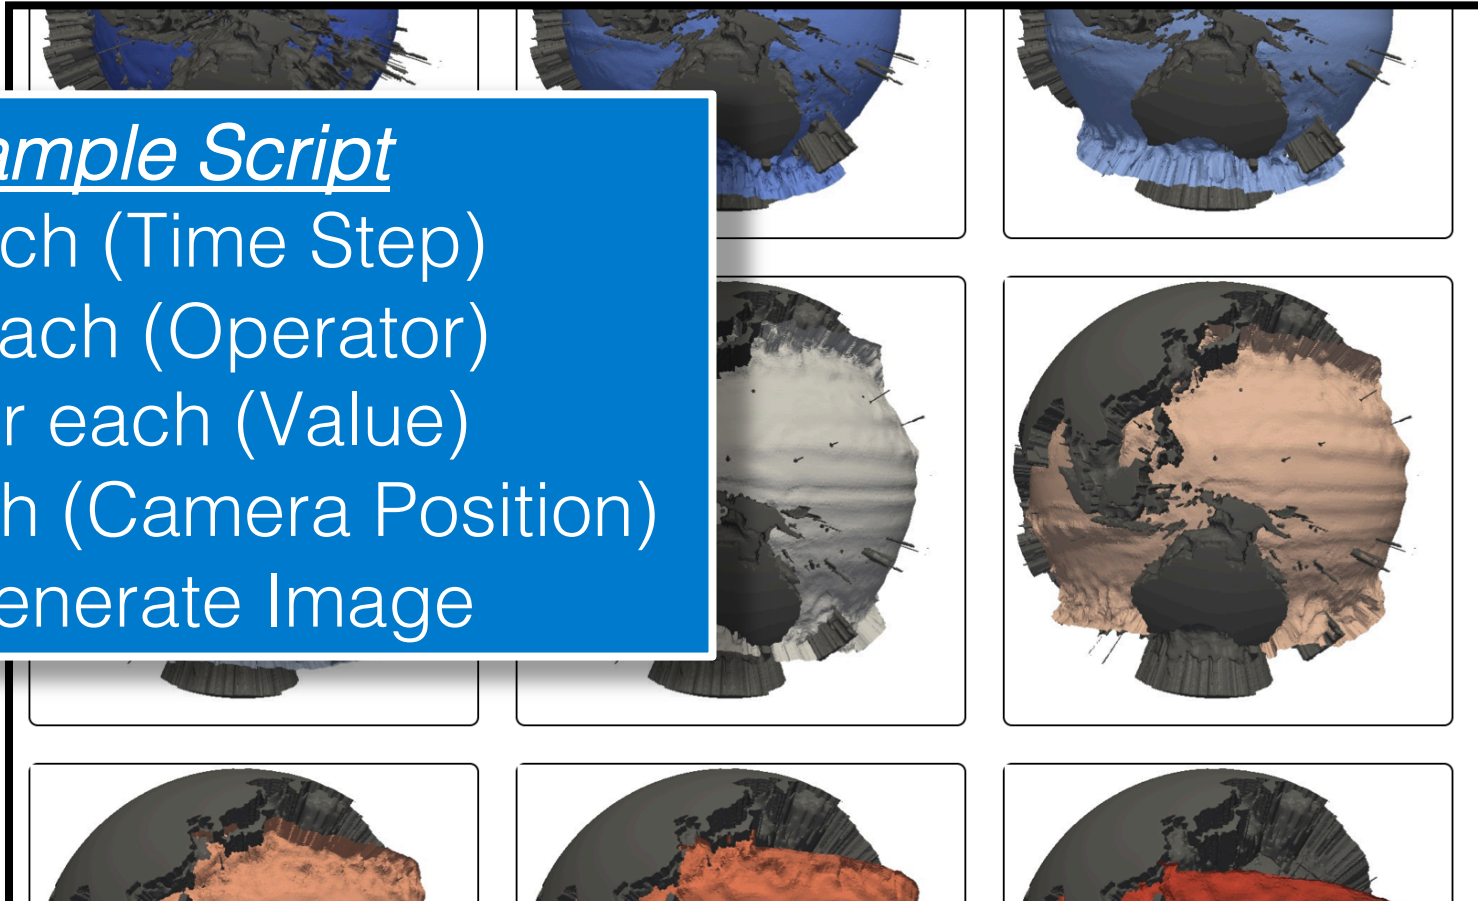 ample Script
ch (Time Step)
ach (Operator)
r each (Value)
h (Camera Position)
enerate Image